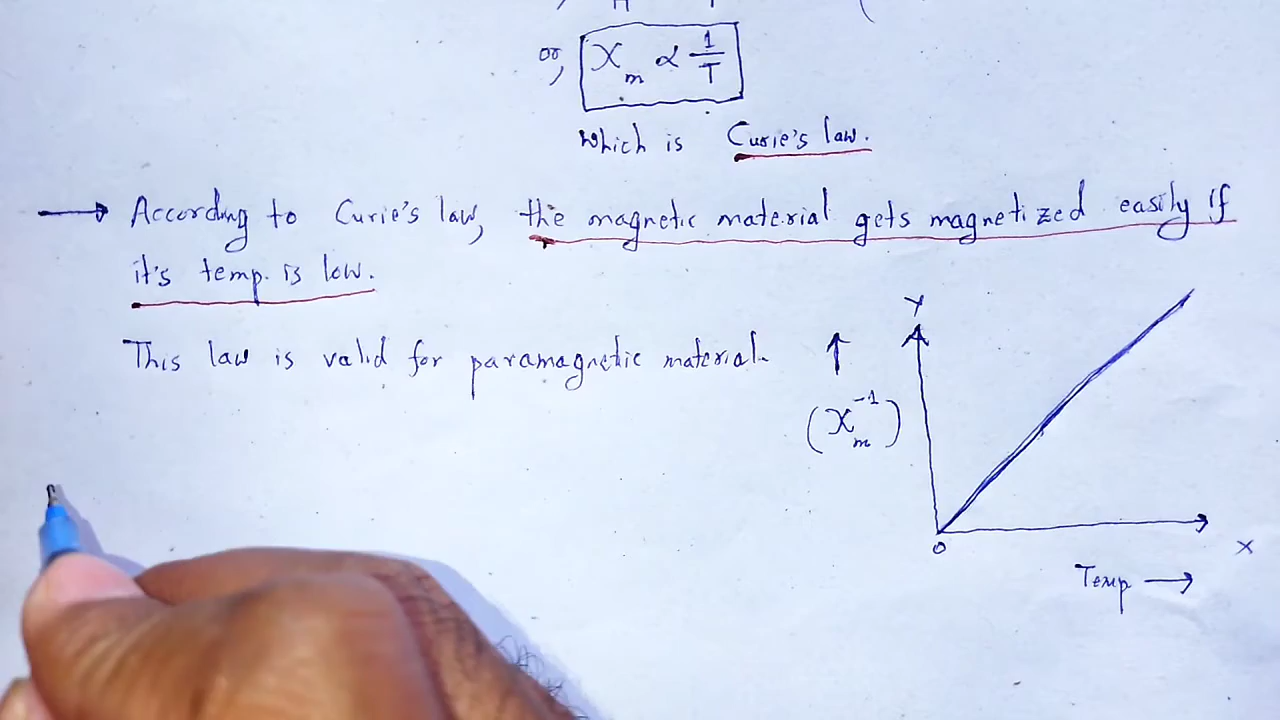 or, χm ∝ 1/T
which is Curie's law.
→ According to Curie's law, the magnetic material gets magnetized easily if
it's temp. is low.
This law is valid for paramagnetic material.
Y
↑
(χm⁻¹)
O
X
Temp →